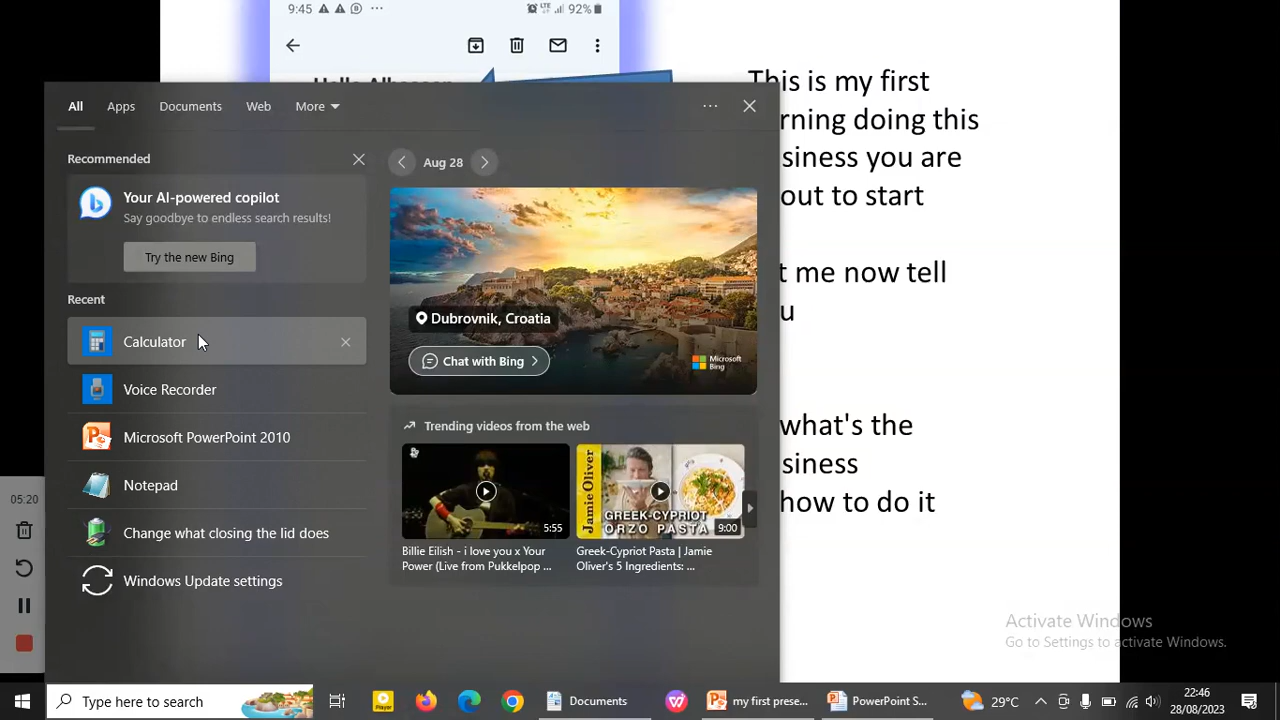 9:45
LTE
92%
This is my first
rning doing this
siness you are
out to start
t me now tell
u
what's the
siness
how to do it
All
Apps
Documents
Web
More
Recommended
Your AI-powered copilot
Say goodbye to endless search results!
Try the new Bing
Recent
Calculator
Voice Recorder
Microsoft PowerPoint 2010
Notepad
Change what closing the lid does
Windows Update settings
Aug 28
Dubrovnik, Croatia
Chat with Bing
Microsoft
Bing
Trending videos from the web
5:55
Jamie Oliver
GREEK-CYPRIOT
ORZO PASTA
9:00
Billie Eilish - i love you x Your
Power (Live from Pukkelpop ...
Greek-Cypriot Pasta | Jamie
Oliver's 5 Ingredients: ...
05:20
Activate Windows
Go to Settings to activate Windows.
Type here to search
Player
Documents
my first prese...
PowerPoint S...
29°C
22:46
28/08/2023